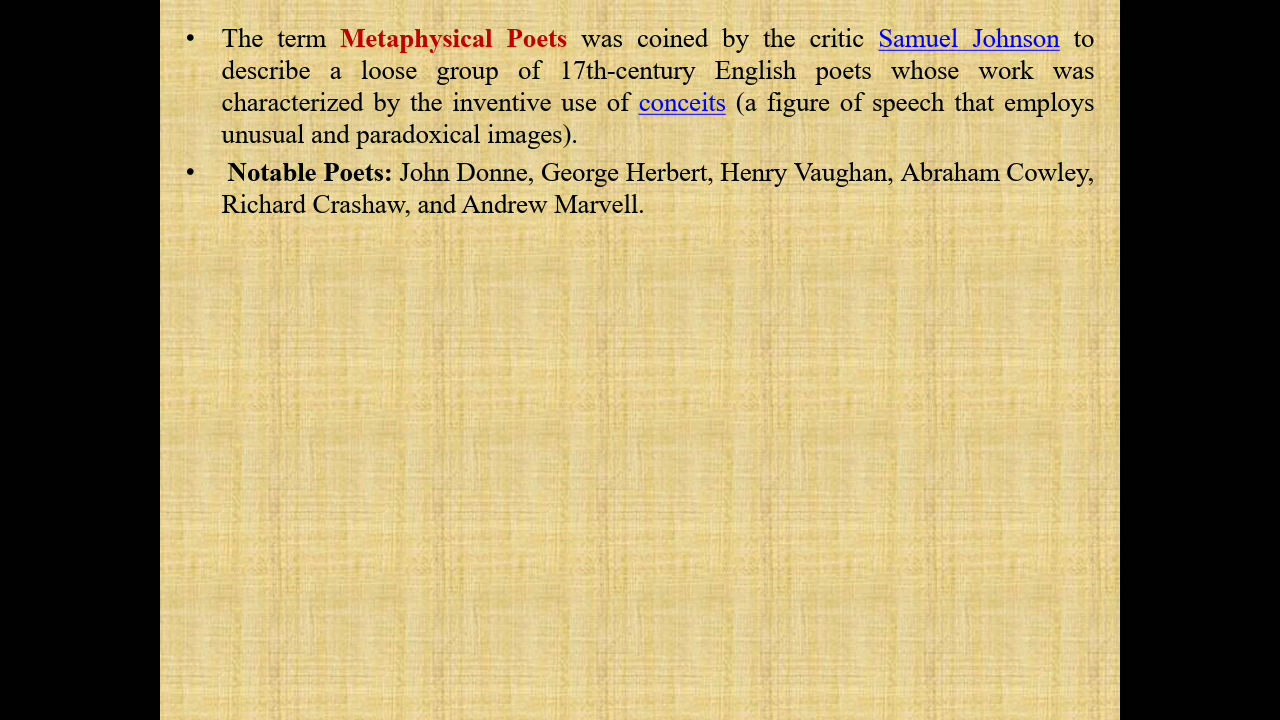 • The term Metaphysical Poets was coined by the critic Samuel Johnson to
describe a loose group of 17th-century English poets whose work was
characterized by the inventive use of conceits (a figure of speech that employs
unusual and paradoxical images).
• Notable Poets: John Donne, George Herbert, Henry Vaughan, Abraham Cowley,
Richard Crashaw, and Andrew Marvell.